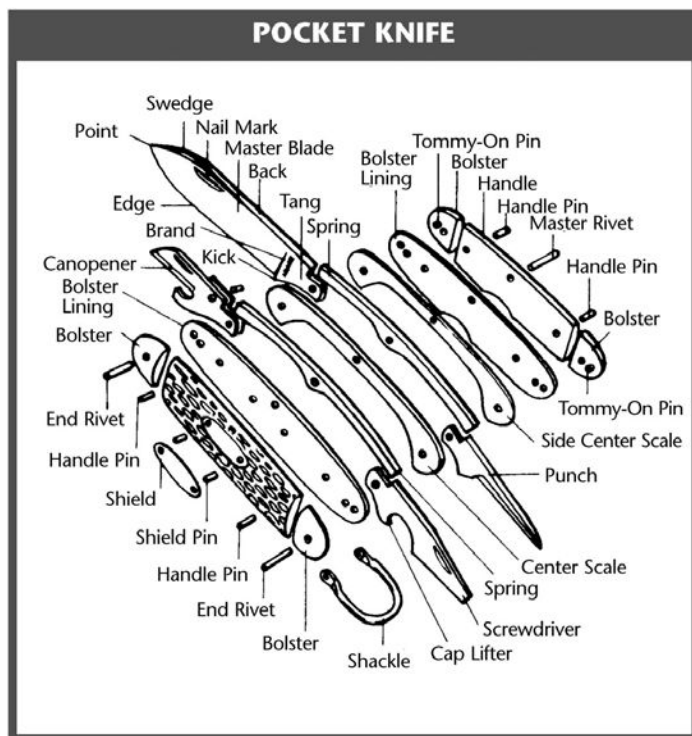 POCKET KNIFE
Swedge
Point
Nail Mark
Master Blade
Back
Edge
Tang
Brand
Spring
Kick
Canopener
Bolster
Lining
Bolster
End Rivet
Handle Pin
Shield
Shield Pin
Handle Pin
End Rivet
Bolster
Shackle
Bolster
Lining
Tommy-On Pin
Bolster
Handle
Handle Pin
Master Rivet
Handle Pin
Bolster
Tommy-On Pin
Side Center Scale
Punch
Center Scale
Spring
Screwdriver
Cap Lifter